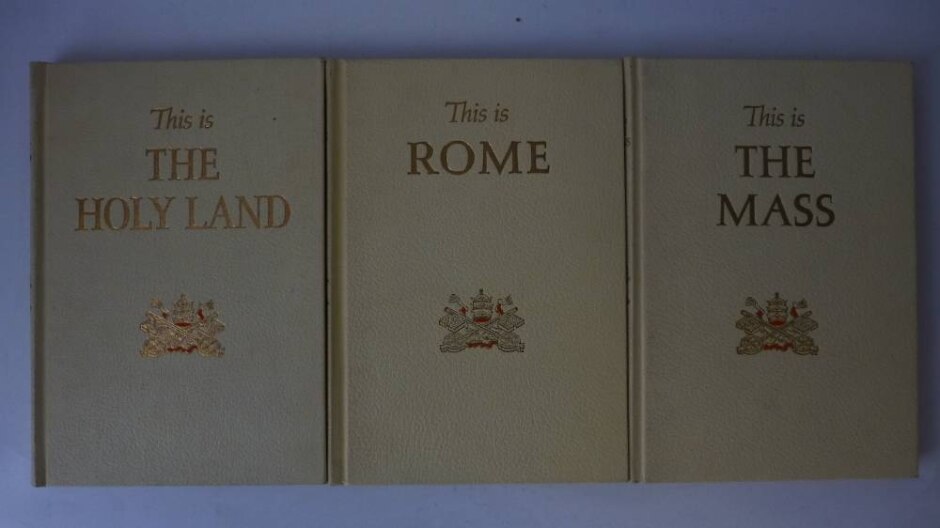 This is
THE
HOLY LAND
This is
ROME
This is
THE
MASS